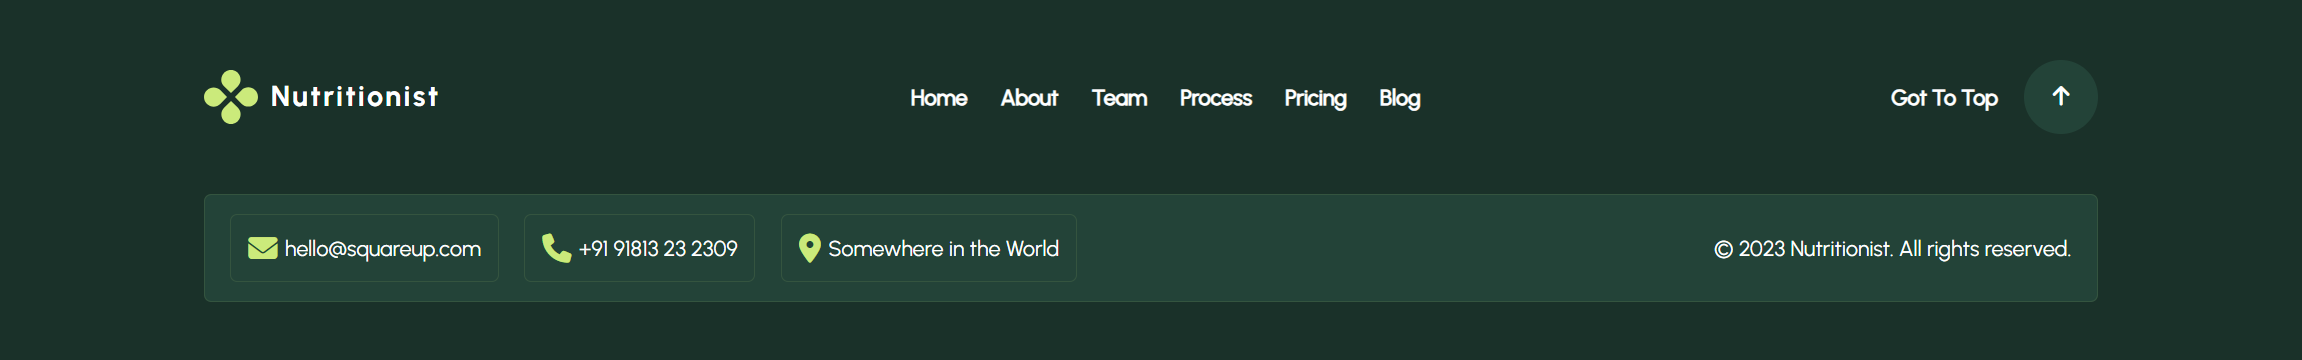 Nutritionist
Home About Team Process Pricing Blog
Got To Top
hello@squareup.com
+91 91813 23 2309
Somewhere in the World
© 2023 Nutritionist. All rights reserved.